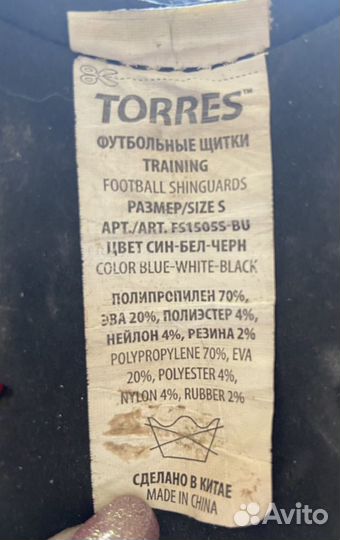 TORRES™
ФУТБОЛЬНЫЕ ЩИТКИ
TRAINING
FOOTBALL SHINGUARDS
РАЗМЕР/SIZE S
АРТ./ART. FS1505S-BU
ЦВЕТ СИН-БЕЛ-ЧЕРН
COLOR BLUE-WHITE-BLACK
ПОЛИПРОПИЛЕН 70%,
ЭВА 20%, ПОЛИЭСТЕР 4%,
НЕЙЛОН 4%, РЕЗИНА 2%
POLYPROPYLENE 70%, EVA
20%, POLYESTER 4%,
NYLON 4%, RUBBER 2%
СДЕЛАНО В КИТАЕ
MADE IN CHINA
Avito